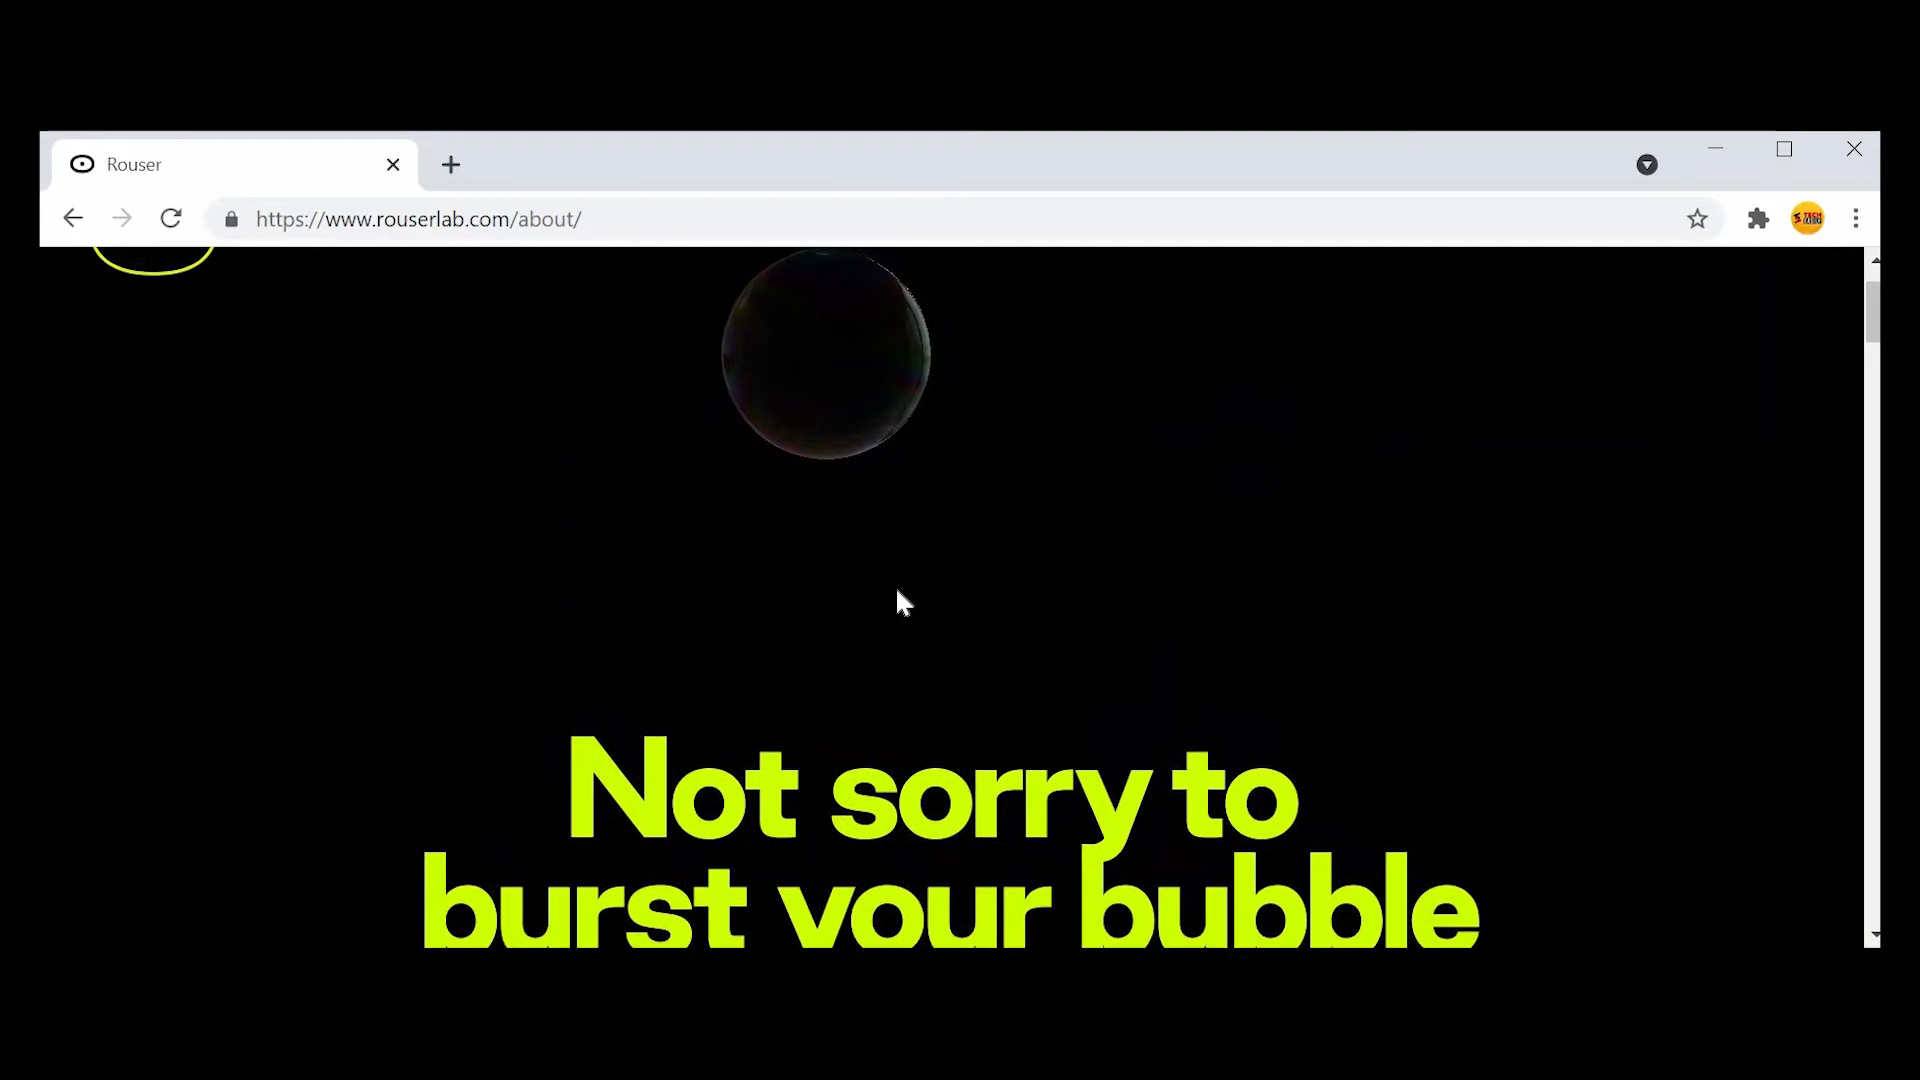 Rouser
https://www.rouserlab.com/about/
Not sorry to
burst your bubble